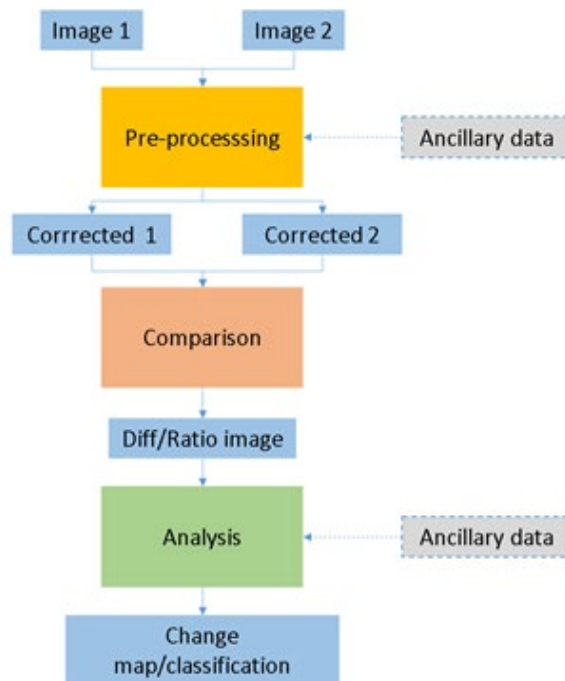 Image 1
Image 2
Pre-processsing
Ancillary data
Corrrected 1
Corrected 2
Comparison
Diff/Ratio image
Analysis
Ancillary data
Change
map/classification